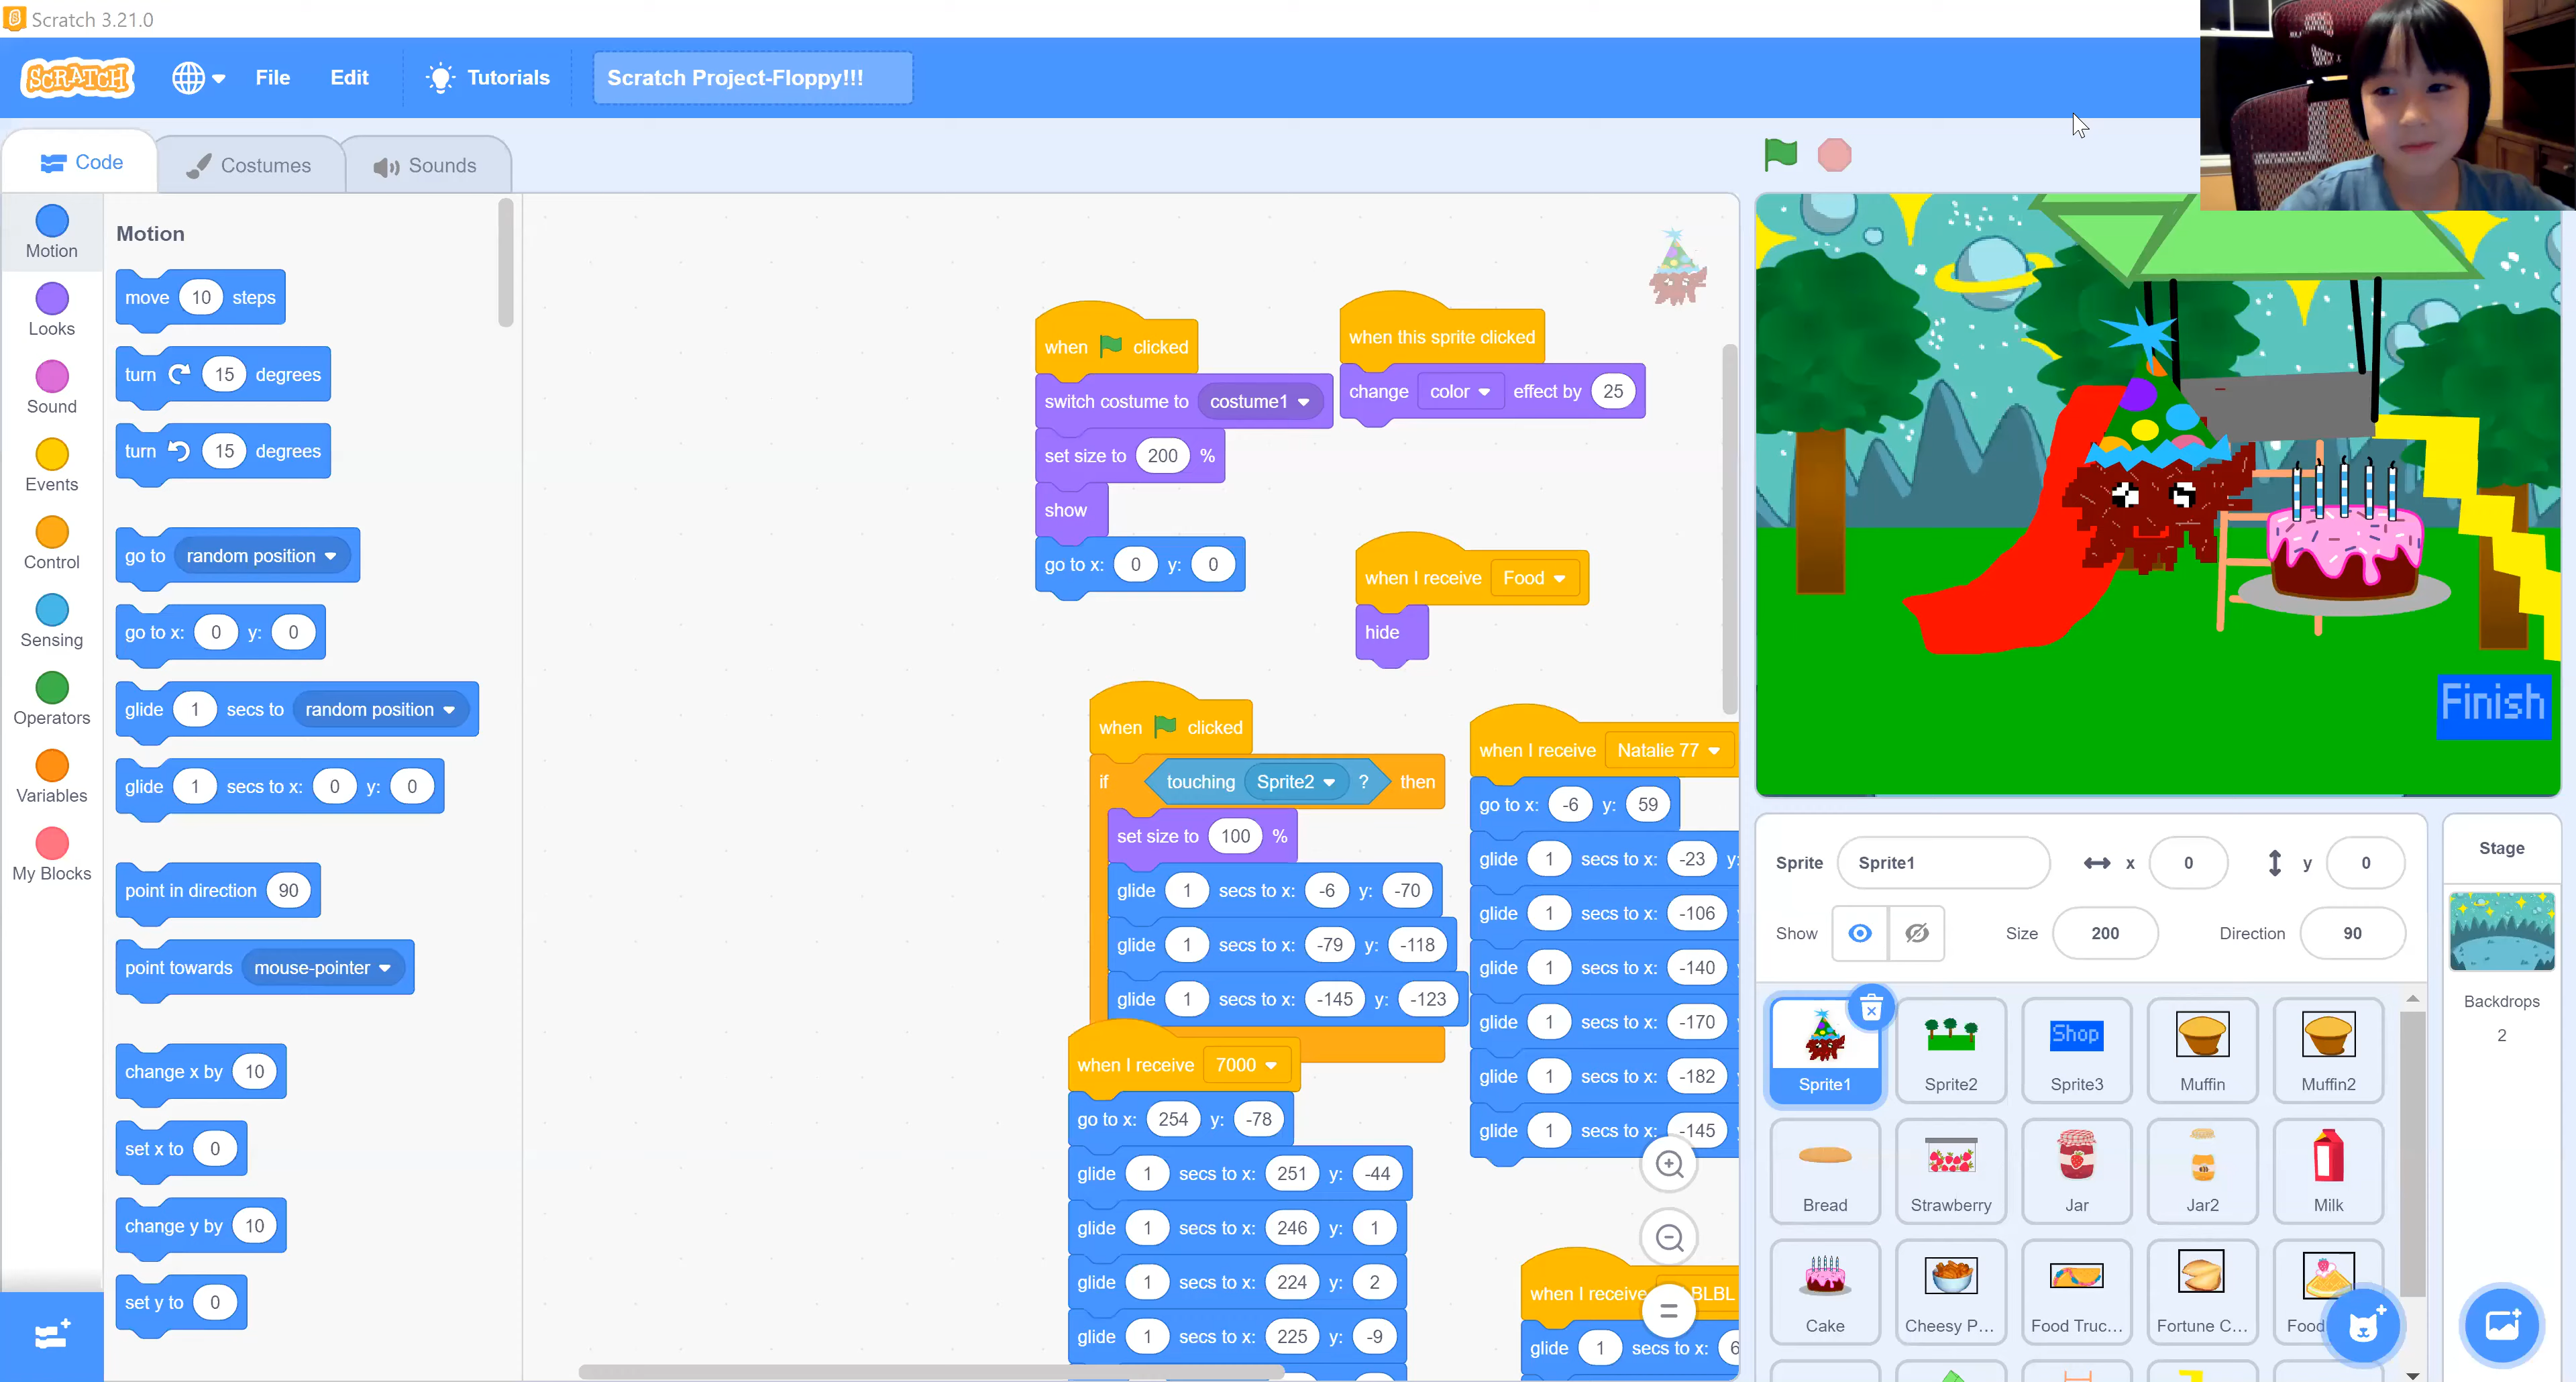 Scratch 3.21.0
SCRATCH File Edit Tutorials Scratch Project-Floppy!!!
Code Costumes Sounds
Motion
Looks
Sound
Events
Control
Sensing
Operators
Variables
My Blocks
Motion
move 10 steps
turn 15 degrees
turn 15 degrees
go to random position
go to x: 0 y: 0
glide 1 secs to random position
glide 1 secs to x: 0 y: 0
point in direction 90
point towards mouse-pointer
change x by 10
set x to 0
change y by 10
set y to 0
when clicked
switch costume to costume1
set size to 200 %
show
go to x: 0 y: 0
when this sprite clicked
change color effect by 25
when I receive Food
hide
when clicked
if touching Sprite2 ? then
set size to 100 %
glide 1 secs to x: -6 y: -70
glide 1 secs to x: -79 y: -118
glide 1 secs to x: -145 y: -123
when I receive 7000
go to x: 254 y: -78
glide 1 secs to x: 251 y: -44
glide 1 secs to x: 246 y: 1
glide 1 secs to x: 224 y: 2
glide 1 secs to x: 225 y: -9
when I receive Natalie 77
go to x: -6 y: 59
glide 1 secs to x: -23 y:
glide 1 secs to x: -106
glide 1 secs to x: -140
glide 1 secs to x: -170
glide 1 secs to x: -182
glide 1 secs to x: -145
when I receive BLBL
glide 1 secs to x: 6
Finish
Sprite Sprite1 x 0 y 0
Show Size 200 Direction 90
Sprite1 Sprite2 Shop Sprite3 Muffin Muffin2
Bread Strawberry Jar Jar2 Milk
Cake Cheesy P... Food Truc... Fortune C... Food
Stage
Backdrops
2